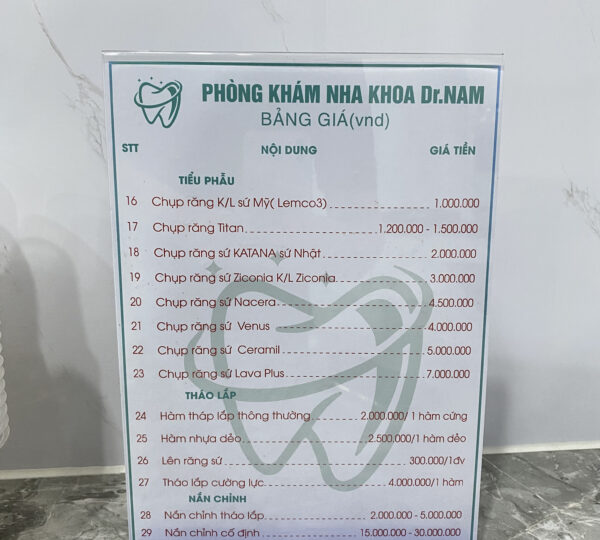 PHÒNG KHÁM NHA KHOA Dr.NAM
BẢNG GIÁ(vnd)
STT NỘI DUNG GIÁ TIỀN
TIỂU PHẪU
16 Chụp răng K/L sứ Mỹ( Lemco3) 1.000.000
17 Chụp răng Titan 1.200.000 - 1.500.000
18 Chụp răng sứ KATANA sứ Nhật 2.000.000
19 Chụp răng sứ Ziconia K/L Ziconia 3.000.000
20 Chụp răng sứ Nacera 4.500.000
21 Chụp răng sứ Venus 4.000.000
22 Chụp răng sứ Ceramil 5.000.000
23 Chụp răng sứ Lava Plus 7.000.000
THÁO LẮP
24 Hàm tháp lắp thông thường 2.000.000/ 1 hàm cứng
25 Hàm nhựa dẻo 2.500.000/1 hàm dẻo
26 Lên răng sứ 300.000/1đv
27 Tháo lắp cường lực 4.000.000/1 hàm
NẮN CHỈNH
28 Nắn chỉnh tháo lắp 2.000.000 - 5.000.000
29 Nắn chỉnh cố định 15.000.000 - 30.000.000